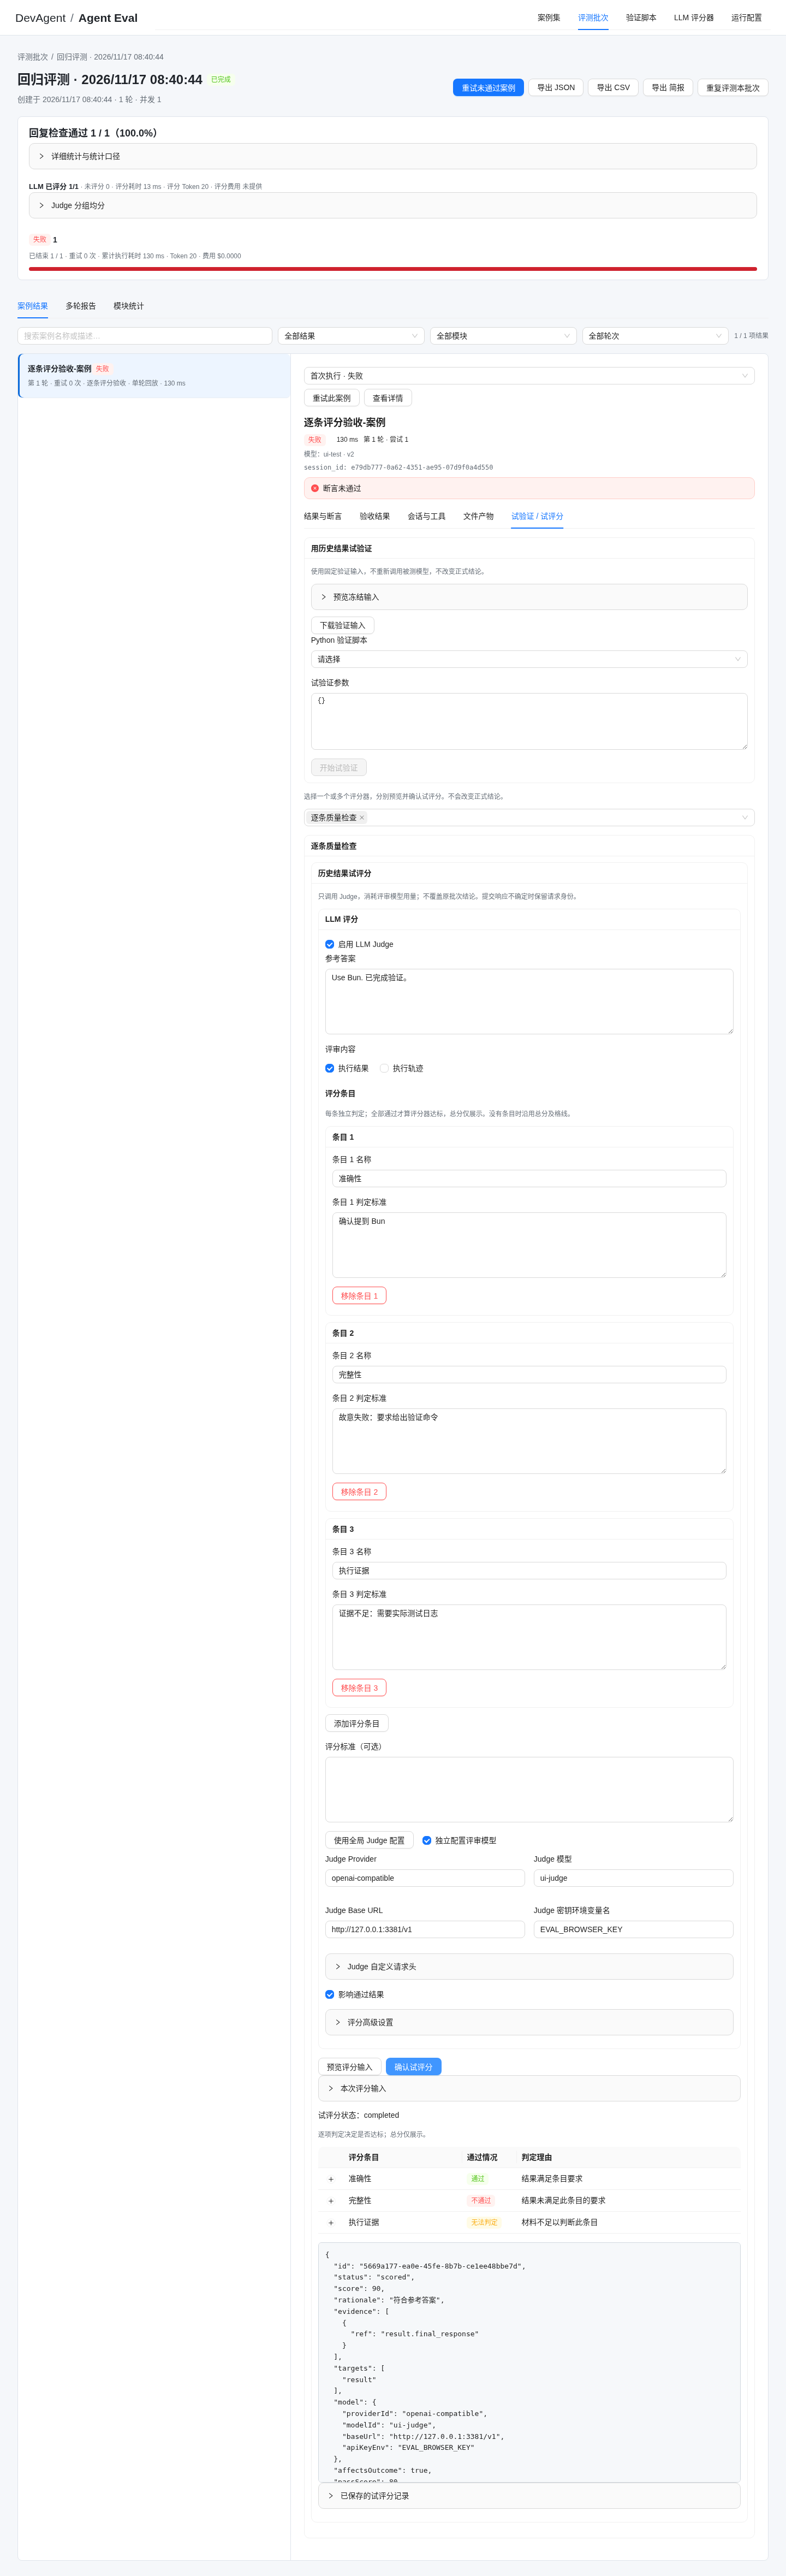 DevAgent / Agent Eval
案例集 评测批次 验证脚本 LLM 评分器 运行配置
评测批次 / 回归评测 · 2026/11/17 08:40:44
回归评测 · 2026/11/17 08:40:44 已完成
创建于 2026/11/17 08:40:44 · 1 轮 · 并发 1
重试未通过案例 导出 JSON 导出 CSV 导出 简报 重复评测本批次
回复检查通过 1 / 1（100.0%）
详细统计与统计口径
LLM 已评分 1/1 · 未评分 0 · 评分耗时 13 ms · 评分 Token 20 · 评分费用 未提供
Judge 分组均分
失败 1
已结束 1 / 1 · 重试 0 次 · 累计执行耗时 130 ms · Token 20 · 费用 $0.0000
案例结果 多轮报告 模块统计
搜索案例名称或描述… 全部结果 全部模块 全部轮次 1 / 1 项结果
逐条评分验收-案例 失败
第 1 轮 · 重试 0 次 · 逐条评分验收 · 单轮回放 · 130 ms
首次执行 · 失败
重试此案例 查看详情
逐条评分验收-案例
失败 130 ms 第 1 轮 · 尝试 1
模型：ui-test · v2
session_id: e79db777-0a62-4351-ae95-07d9f0a4d550
断言未通过
结果与断言 验收结果 会话与工具 文件产物 试验证 / 试评分
用历史结果试验证
使用固定验证输入，不重新调用被测模型，不改变正式结论。
预览冻结输入
下载验证输入
Python 验证脚本
请选择
试验证参数
{}
开始试验证
选择一个或多个评分器，分别预览并确认试评分。不会改变正式结论。
逐条质量检查
逐条质量检查
历史结果试评分
只调用 Judge，消耗评审模型用量；不覆盖原批次结论。提交响应不确定时保留请求身份。
LLM 评分
启用 LLM Judge
参考答案
Use Bun. 已完成验证。
评审内容
执行结果 执行轨迹
评分条目
每条独立判定；全部通过才算评分器达标，总分仅展示。没有条目时沿用总分及格线。
条目 1
条目 1 名称
准确性
条目 1 判定标准
确认提到 Bun
移除条目 1
条目 2
条目 2 名称
完整性
条目 2 判定标准
故意失败：要求给出验证命令
移除条目 2
条目 3
条目 3 名称
执行证据
条目 3 判定标准
证据不足：需要实际测试日志
移除条目 3
添加评分条目
评分标准（可选）
使用全局 Judge 配置 独立配置评审模型
Judge Provider Judge 模型
openai-compatible ui-judge
Judge Base URL Judge 密钥环境变量名
http://127.0.0.1:3381/v1 EVAL_BROWSER_KEY
Judge 自定义请求头
影响通过结果
评分高级设置
预览评分输入 确认试评分
本次评分输入
试评分状态：completed
逐项判定决定是否达标；总分仅展示。
评分条目 通过情况 判定理由
+ 准确性 通过 结果满足条目要求
+ 完整性 不通过 结果未满足此条目的要求
+ 执行证据 无法判定 材料不足以判断此条目
{
"id": "5669a177-ea0e-45fe-8b7b-ce1ee48bbe7d",
"status": "scored",
"score": 90,
"rationale": "符合参考答案",
"evidence": [
{
"ref": "result.final_response"
}
],
"targets": [
"result"
],
"model": {
"providerId": "openai-compatible",
"modelId": "ui-judge",
"baseUrl": "http://127.0.0.1:3381/v1",
"apiKeyEnv": "EVAL_BROWSER_KEY"
},
"affectsOutcome": true,
"passScore": 80
已保存的试评分记录